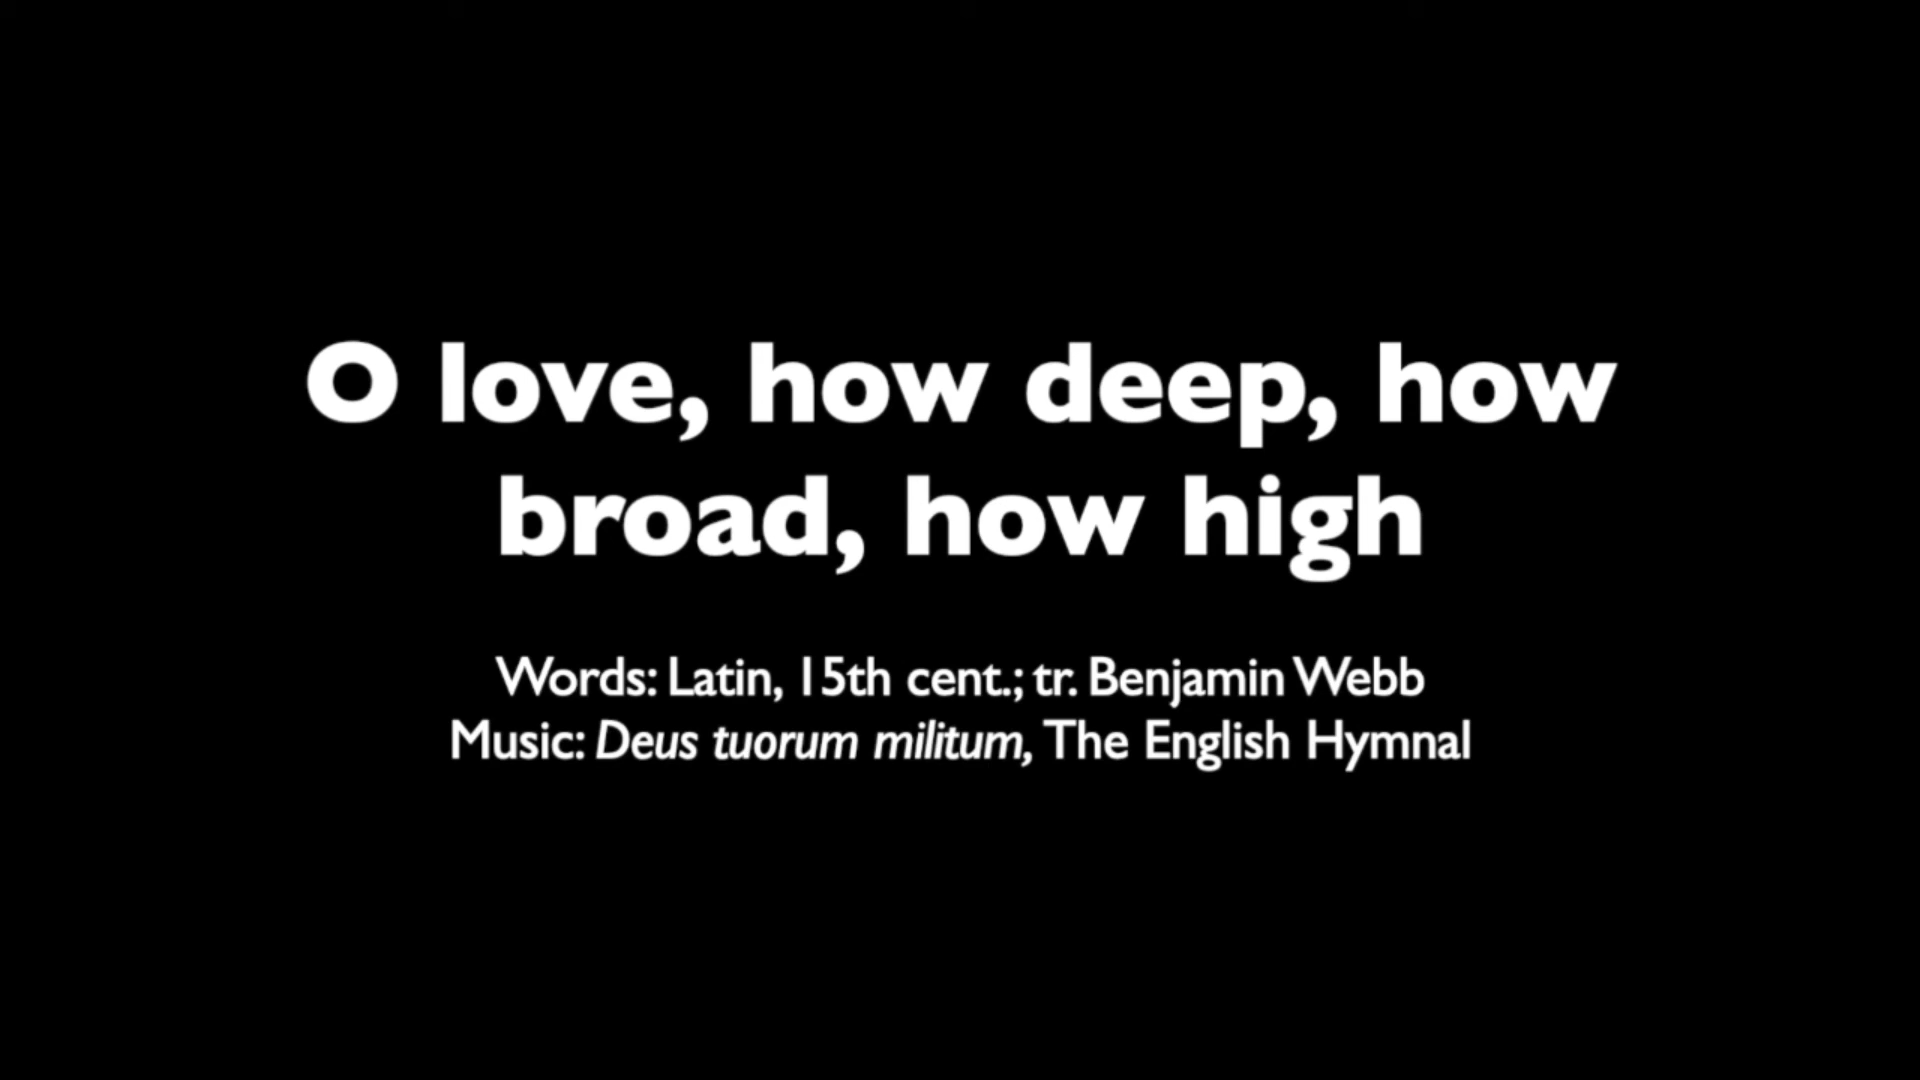 O love, how deep, how
broad, how high
Words: Latin, 15th cent.; tr. Benjamin Webb
Music: Deus tuorum militum, The English Hymnal